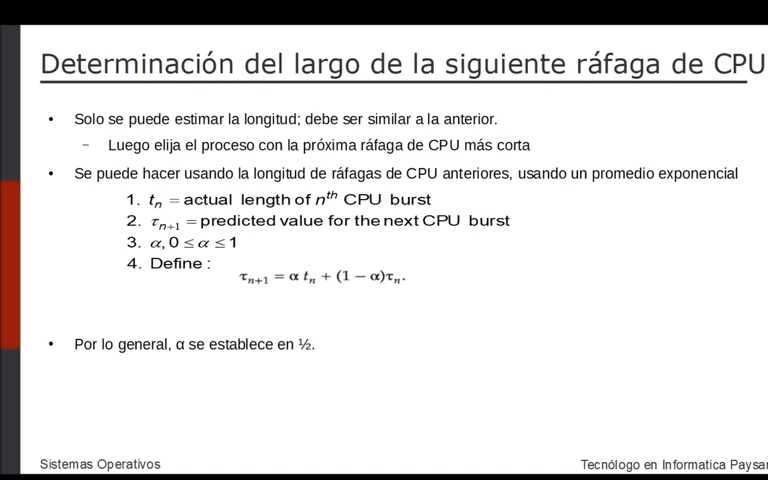 Determinación del largo de la siguiente ráfaga de CPU
• Solo se puede estimar la longitud; debe ser similar a la anterior.
– Luego elija el proceso con la próxima ráfaga de CPU más corta
• Se puede hacer usando la longitud de ráfagas de CPU anteriores, usando un promedio exponencial
1. tₙ = actual length of nᵗʰ CPU burst
2. τₙ₊₁ = predicted value for the next CPU burst
3. α, 0 ≤ α ≤ 1
4. Define :
τₙ₊₁ = α tₙ + (1 − α)τₙ.
• Por lo general, α se establece en ½.
Sistemas Operativos
Tecnólogo en Informatica Paysa